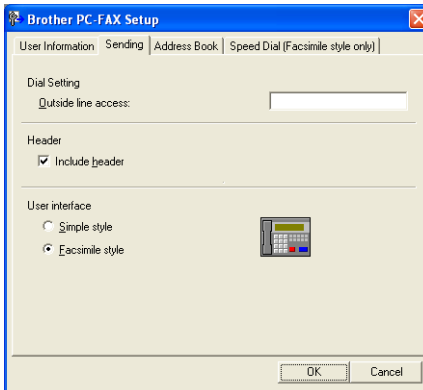 Brother PC-FAX Setup
User Information Sending Address Book Speed Dial (Facsimile style only)
Dial Setting
Outside line access:
Header
Include header
User interface
Simple style
Facsimile style
OK Cancel